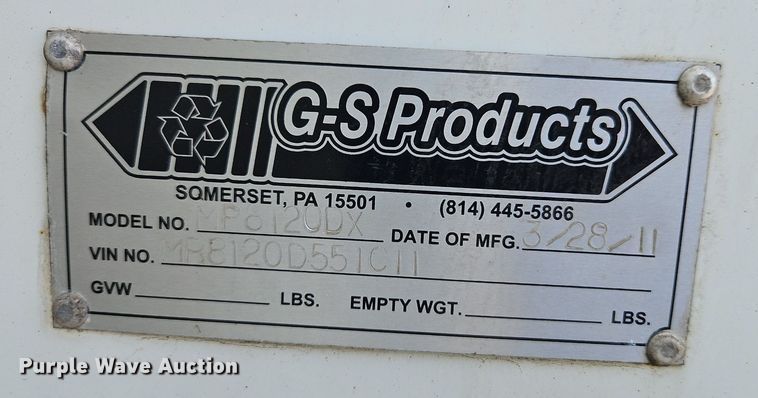 G-S Products
SOMERSET, PA 15501 • (814) 445-5866
MODEL NO. MP8120DX DATE OF MFG. 3/28/11
VIN NO. MP8120D551C11
GVW LBS. EMPTY WGT. LBS.
Purple Wave Auction